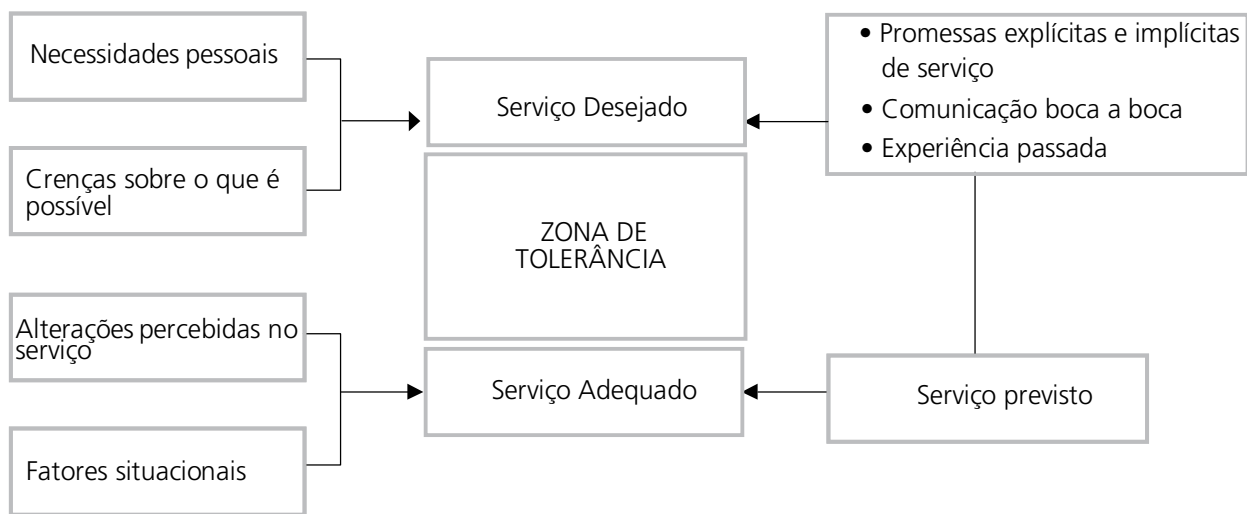 Necessidades pessoais
Crenças sobre o que é
possível
Alterações percebidas no
serviço
Fatores situacionais
Serviço Desejado
ZONA DE
TOLERÂNCIA
Serviço Adequado
• Promessas explícitas e implícitas
de serviço
• Comunicação boca a boca
• Experiência passada
Serviço previsto